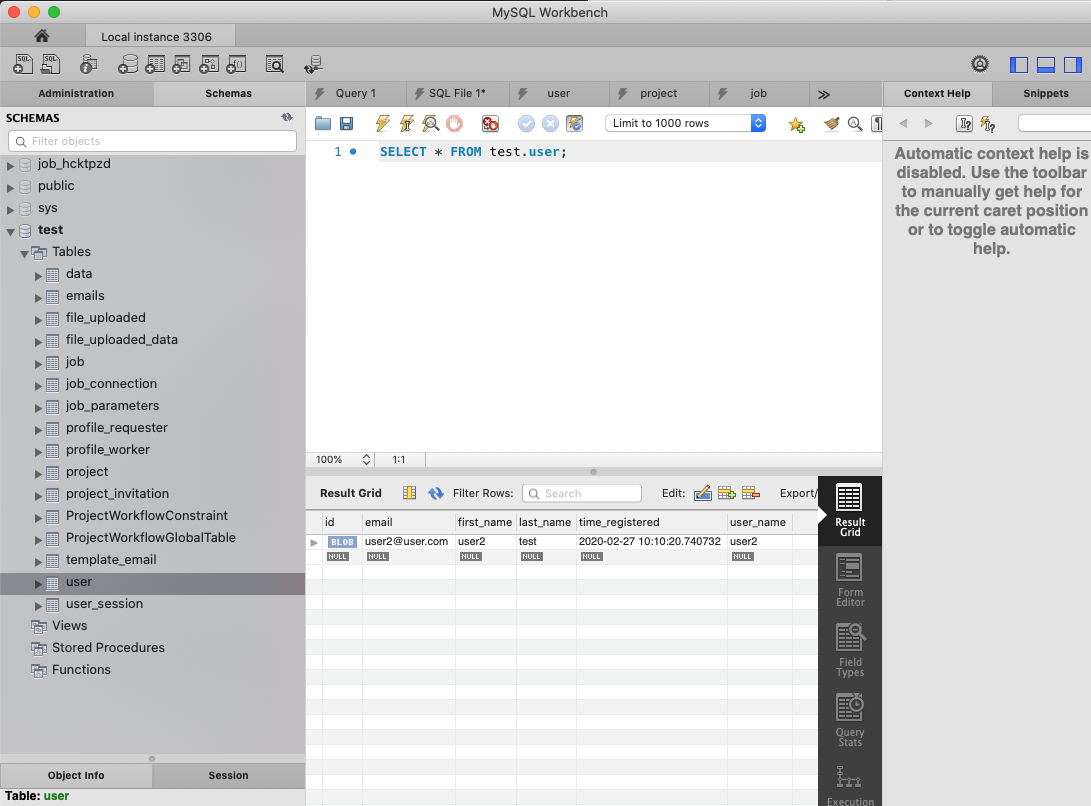 MySQL Workbench
Local instance 3306
Administration
Schemas
Query 1
SQL File 1*
user
project
job
Context Help
Snippets
SCHEMAS
Filter objects
Limit to 1000 rows
job_hcktpzd
public
sys
test
Tables
data
emails
file_uploaded
file_uploaded_data
job
job_connection
job_parameters
profile_requester
profile_worker
project
project_invitation
ProjectWorkflowConstraint
ProjectWorkflowGlobalTable
template_email
user
user_session
Views
Stored Procedures
Functions
1 SELECT * FROM test.user;
Automatic context help is
disabled. Use the toolbar
to manually get help for
the current caret position
or to toggle automatic
help.
100% 1:1
Result Grid Filter Rows: Search Edit: Export/
id email first_name last_name time_registered user_name
BLOB user2@user.com user2 test 2020-02-27 10:10:20.740732 user2
NULL NULL NULL NULL NULL NULL
Result
Grid
Form
Editor
Field
Types
Query
Stats
Execution
Object Info
Session
Table: user